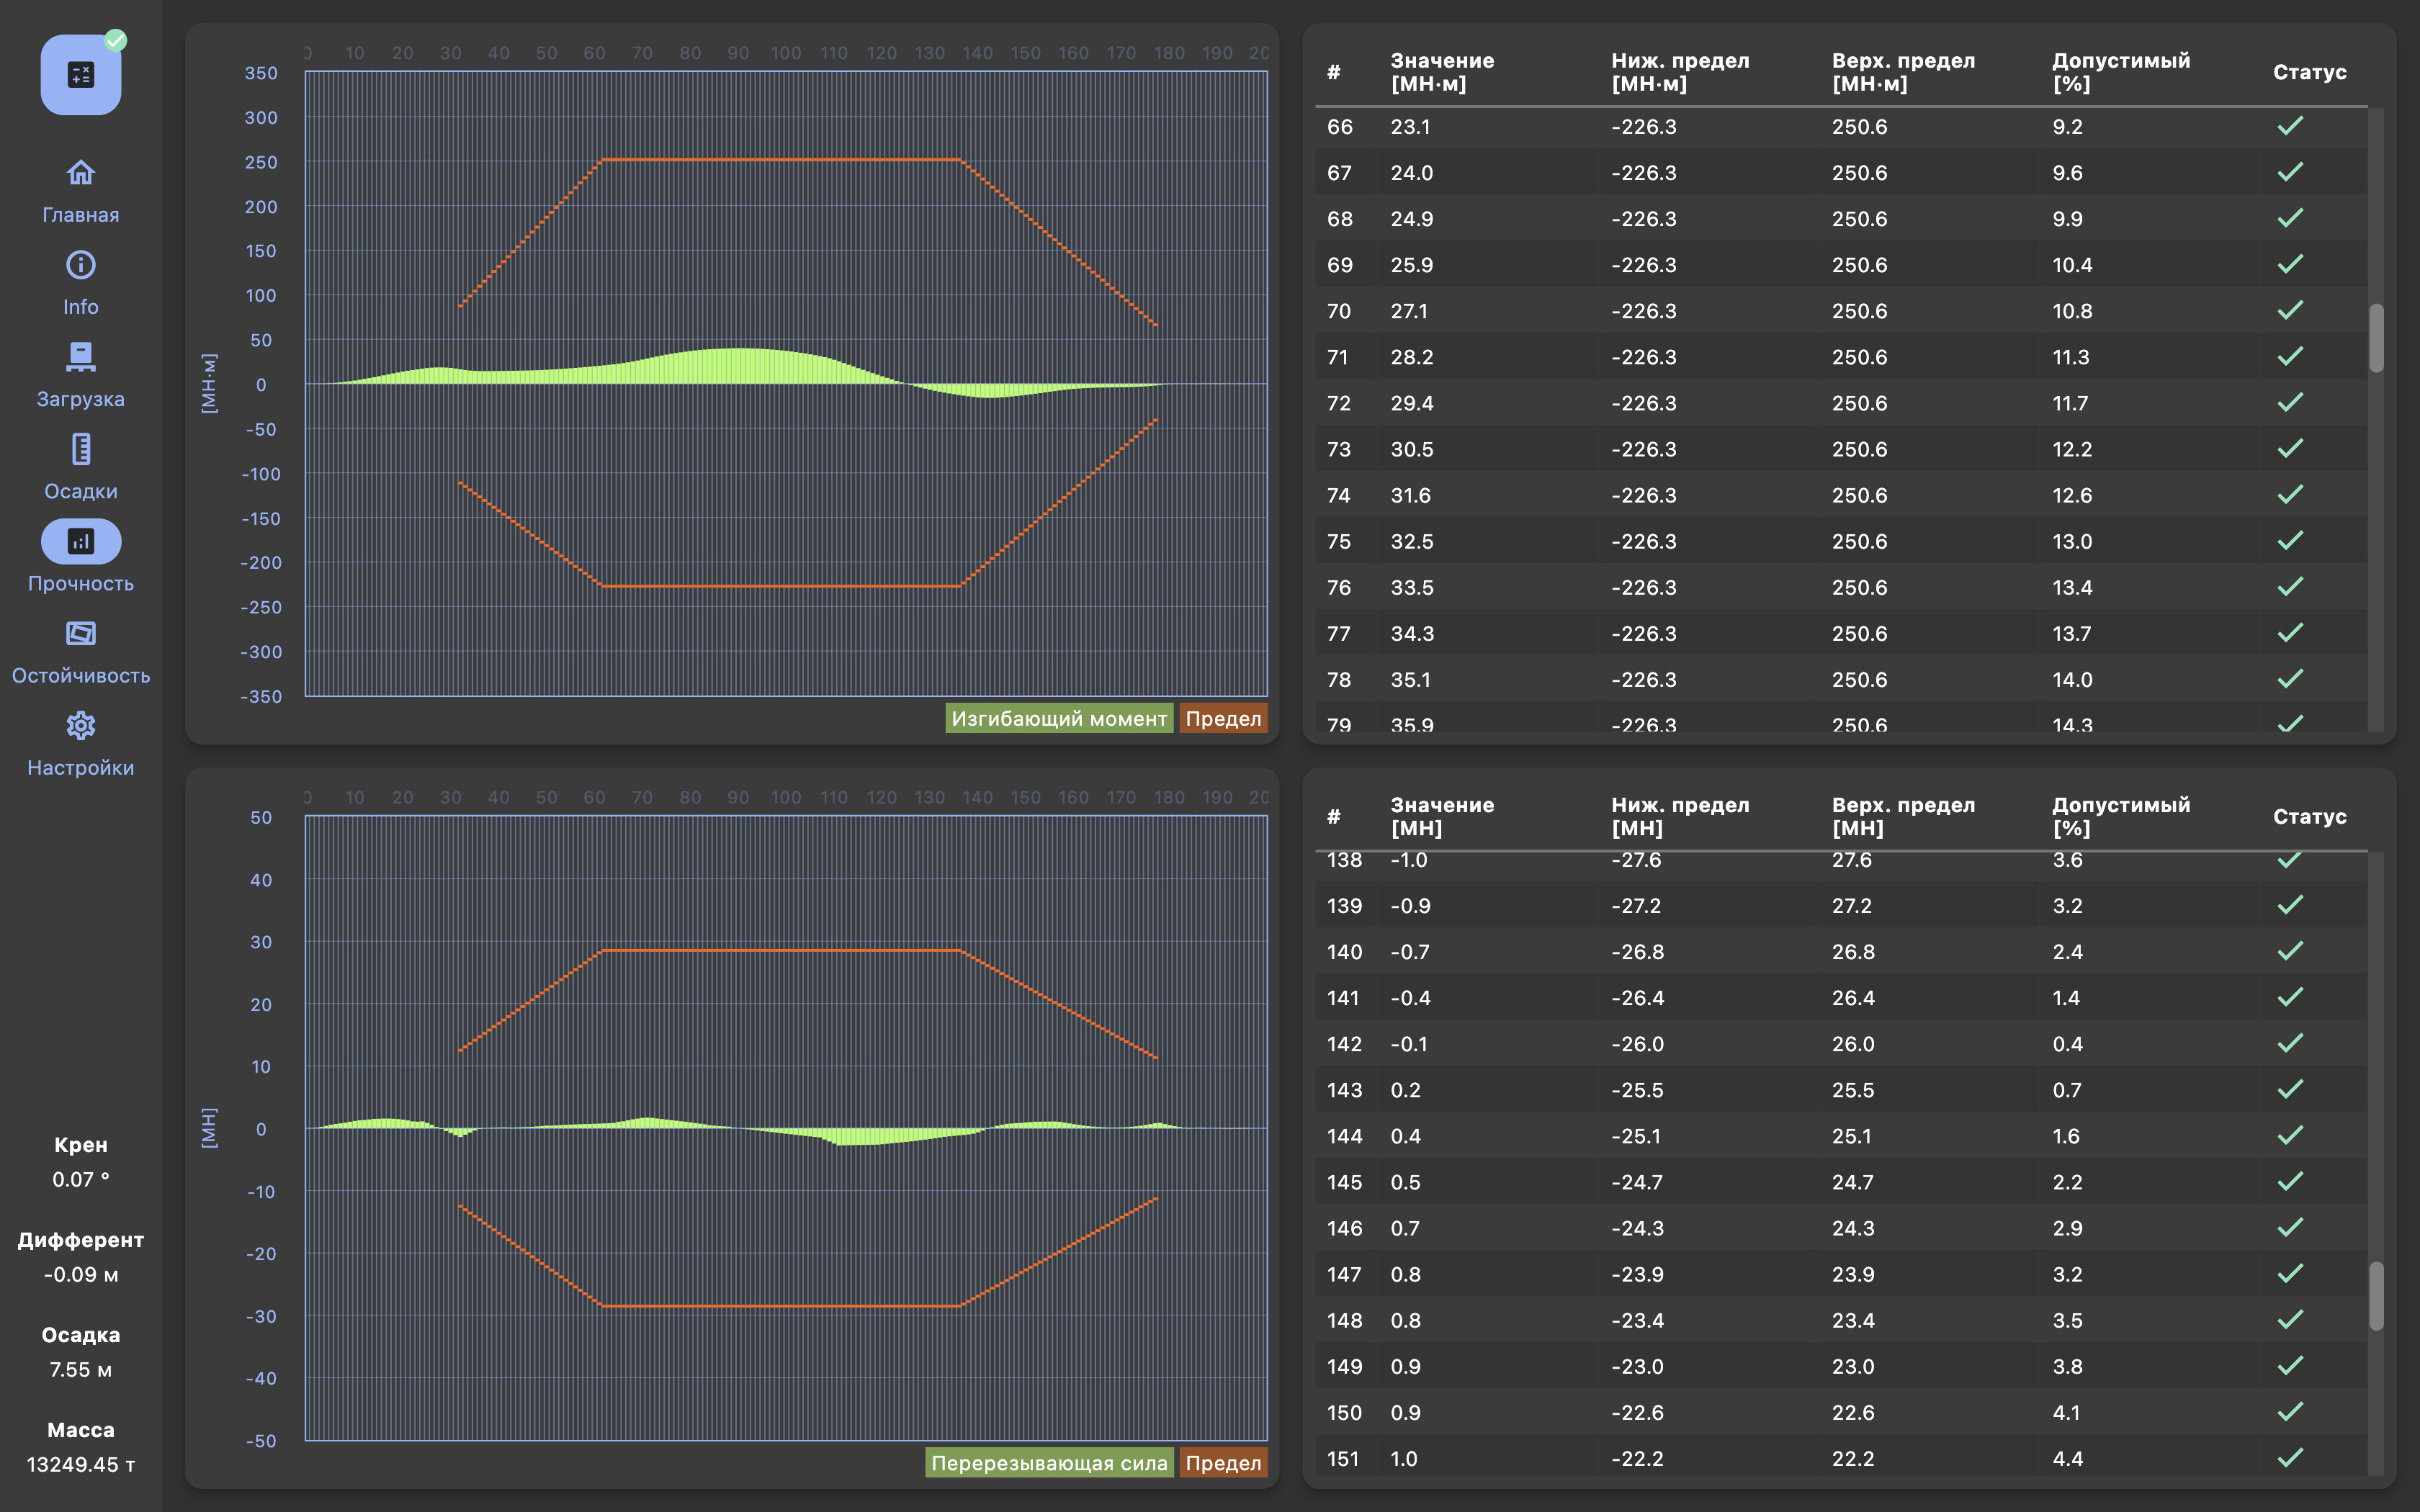 Главная
Info
Загрузка
Осадки
Прочность
Остойчивость
Настройки
Крен
0.07 °
Дифферент
-0.09 м
Осадка
7.55 м
Масса
13249.45 т
0 10 20 30 40 50 60 70 80 90 100 110 120 130 140 150 160 170 180 190 20
350
300
250
200
150
100
50
0
-50
-100
-150
-200
-250
-300
-350
[МН·м]
Изгибающий момент Предел
# Значение [МН·м] Ниж. предел [МН·м] Верх. предел [МН·м] Допустимый [%] Статус
66 23.1 -226.3 250.6 9.2
67 24.0 -226.3 250.6 9.6
68 24.9 -226.3 250.6 9.9
69 25.9 -226.3 250.6 10.4
70 27.1 -226.3 250.6 10.8
71 28.2 -226.3 250.6 11.3
72 29.4 -226.3 250.6 11.7
73 30.5 -226.3 250.6 12.2
74 31.6 -226.3 250.6 12.6
75 32.5 -226.3 250.6 13.0
76 33.5 -226.3 250.6 13.4
77 34.3 -226.3 250.6 13.7
78 35.1 -226.3 250.6 14.0
79 35.9 -226.3 250.6 14.3
0 10 20 30 40 50 60 70 80 90 100 110 120 130 140 150 160 170 180 190 20
50
40
30
20
10
0
-10
-20
-30
-40
-50
[МН]
Перерезывающая сила Предел
# Значение [МН] Ниж. предел [МН] Верх. предел [МН] Допустимый [%] Статус
138 -1.0 -27.6 27.6 3.6
139 -0.9 -27.2 27.2 3.2
140 -0.7 -26.8 26.8 2.4
141 -0.4 -26.4 26.4 1.4
142 -0.1 -26.0 26.0 0.4
143 0.2 -25.5 25.5 0.7
144 0.4 -25.1 25.1 1.6
145 0.5 -24.7 24.7 2.2
146 0.7 -24.3 24.3 2.9
147 0.8 -23.9 23.9 3.2
148 0.8 -23.4 23.4 3.5
149 0.9 -23.0 23.0 3.8
150 0.9 -22.6 22.6 4.1
151 1.0 -22.2 22.2 4.4